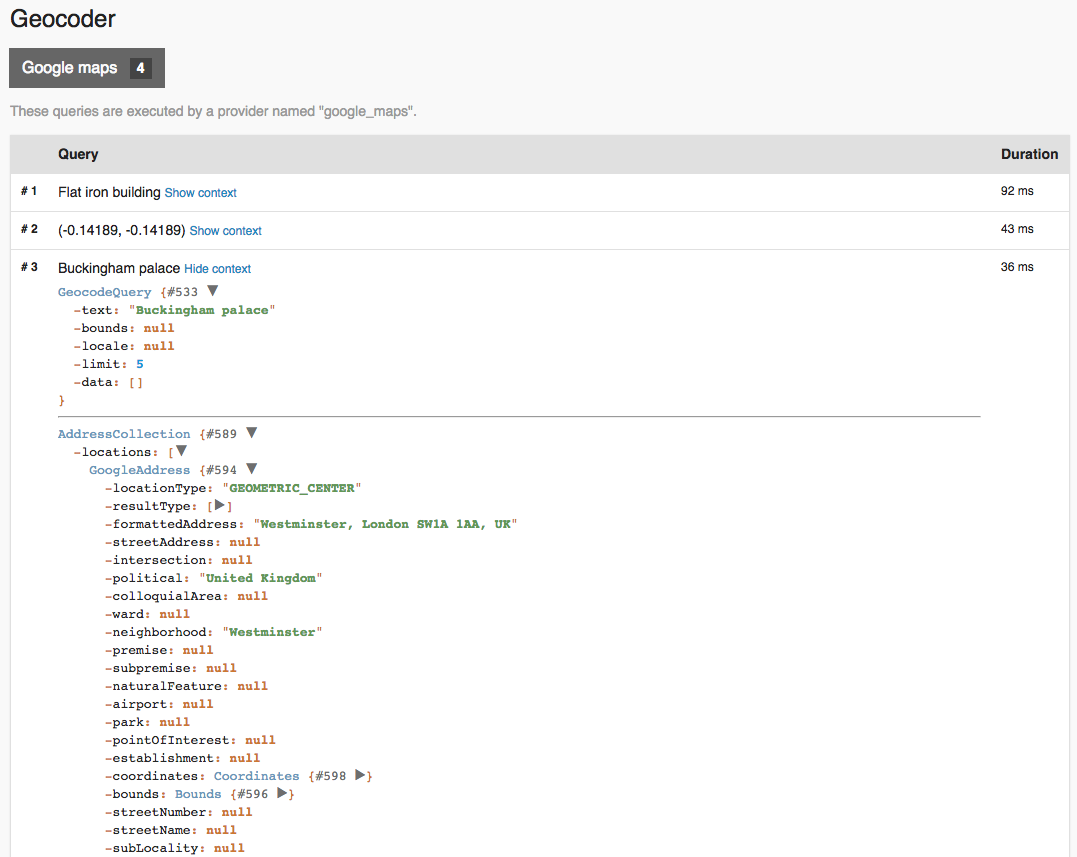 Geocoder
Google maps 4
These queries are executed by a provider named "google_maps".
Query Duration
# 1 Flat iron building Show context 92 ms
# 2 (-0.14189, -0.14189) Show context 43 ms
# 3 Buckingham palace Hide context 36 ms
GeocodeQuery {#533 ▼
-text: "Buckingham palace"
-bounds: null
-locale: null
-limit: 5
-data: []
}
AddressCollection {#589 ▼
-locations: [▼
GoogleAddress {#594 ▼
-locationType: "GEOMETRIC_CENTER"
-resultType: [▶]
-formattedAddress: "Westminster, London SW1A 1AA, UK"
-streetAddress: null
-intersection: null
-political: "United Kingdom"
-colloquialArea: null
-ward: null
-neighborhood: "Westminster"
-premise: null
-subpremise: null
-naturalFeature: null
-airport: null
-park: null
-pointOfInterest: null
-establishment: null
-coordinates: Coordinates {#598 ▶}
-bounds: Bounds {#596 ▶}
-streetNumber: null
-streetName: null
-subLocality: null